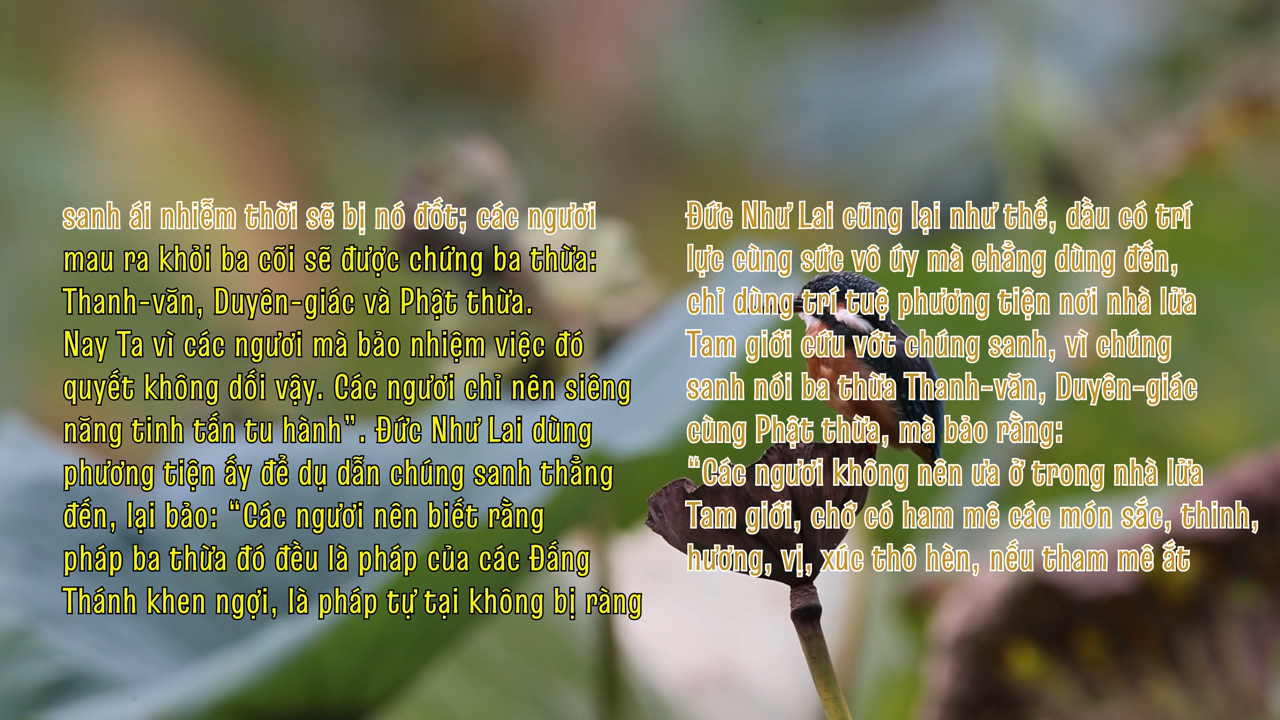 sanh ái nhiễm thời sẽ bị nó đốt; các ngươi
mau ra khỏi ba cõi sẽ được chứng ba thừa:
Thanh-văn, Duyên-giác và Phật thừa.
Nay Ta vì các ngươi mà bảo nhiệm việc đó
quyết không dối vậy. Các ngươi chỉ nên siêng
năng tinh tấn tu hành”. Đức Như Lai dùng
phương tiện ấy để dụ dẫn chúng sanh thẳng
đến, lại bảo: “Các ngươi nên biết rằng
pháp ba thừa đó đều là pháp của các Đấng
Thánh khen ngợi, là pháp tự tại không bị ràng
Đức Như Lai cũng lại như thế, dầu có trí
lực cùng sức vô úy mà chẳng dùng đến,
chỉ dùng trí tuệ phương tiện nơi nhà lửa
Tam giới cứu vớt chúng sanh, vì chúng
sanh nói ba thừa Thanh-văn, Duyên-giác
cùng Phật thừa, mà bảo rằng:
“Các ngươi không nên ưa ở trong nhà lửa
Tam giới, chớ có ham mê các món sắc, thinh,
hương, vị, xúc thô hèn, nếu tham mê ắt